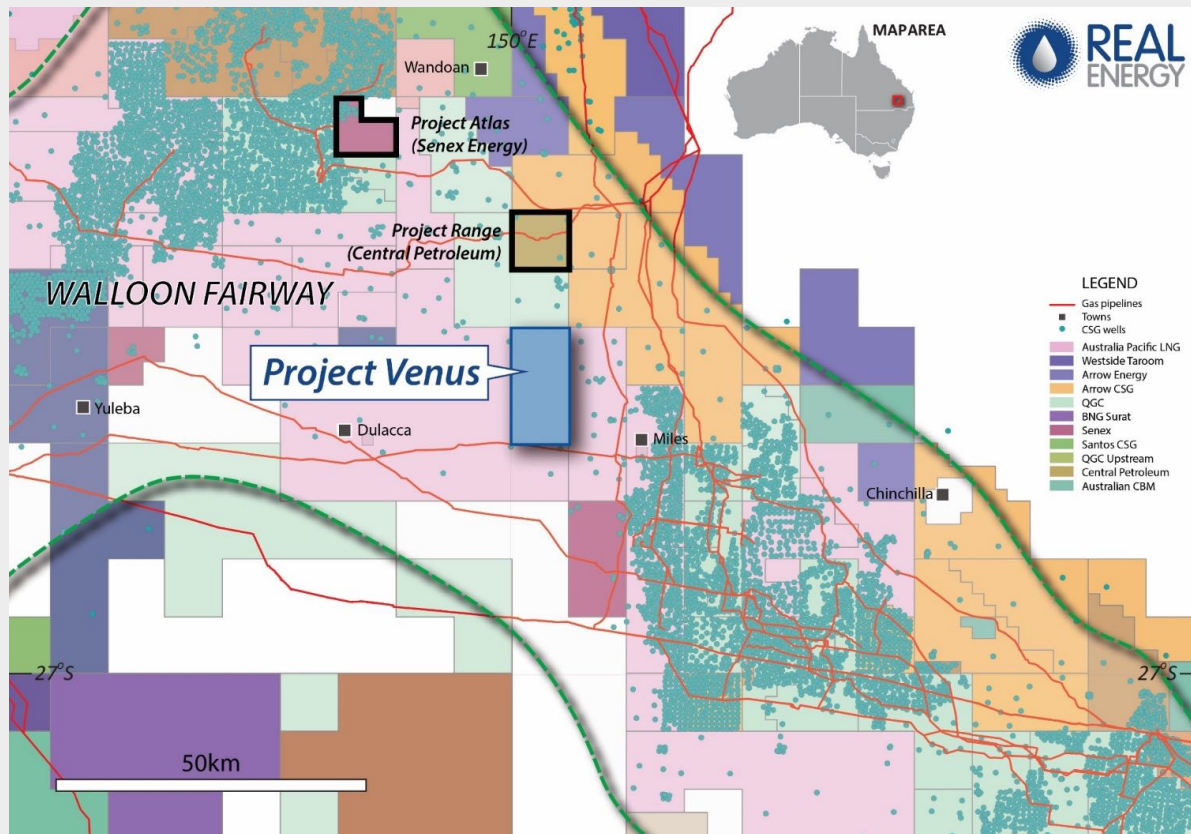 150°E
MAPAREA
REAL
ENERGY
Wandoan
Project Atlas
(Senex Energy)
Project Range
(Central Petroleum)
WALLOON FAIRWAY
Project Venus
Yuleba
Dulacca
Miles
Chinchilla
LEGEND
Gas pipelines
Towns
CSG wells
Australia Pacific LNG
Westside Taroom
Arrow Energy
Arrow CSG
QGC
BNG Surat
Senex
Santos CSG
QGC Upstream
Central Petroleum
Australian CBM
27°S
27°S
50km